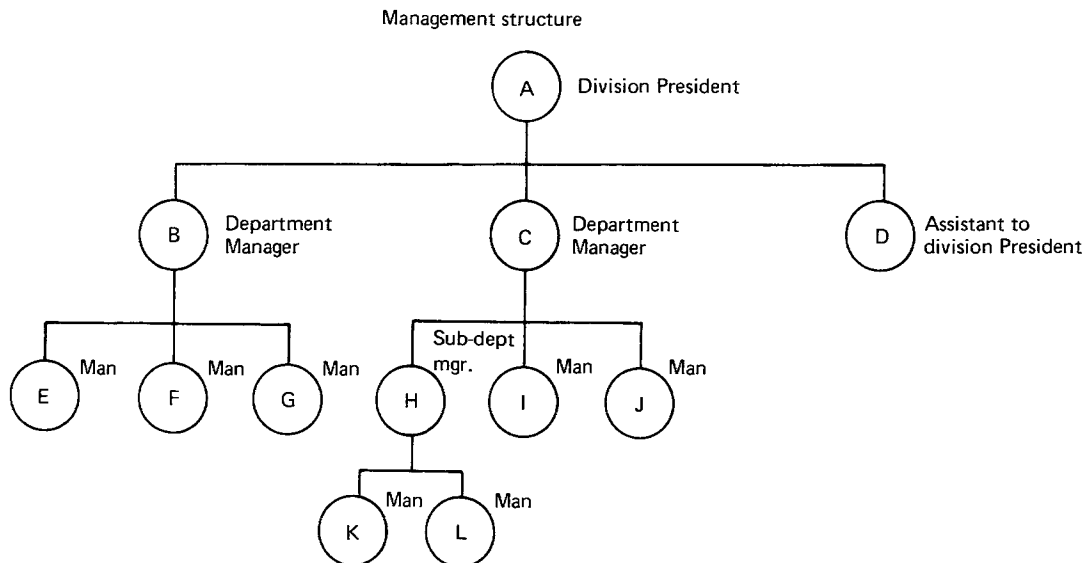 Management structure
A
Division President
B
Department
Manager
C
Department
Manager
D
Assistant to
division President
Sub-dept
mgr.
E
Man
F
Man
G
Man
H
I
Man
J
Man
K
Man
L
Man